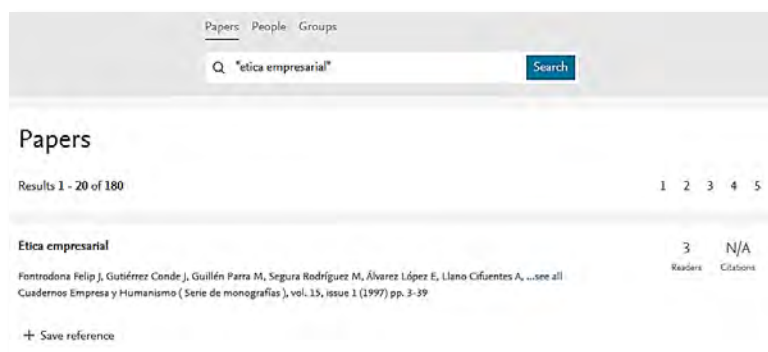 Papers People Groups
"etica empresarial"
Search
Papers
Results 1 - 20 of 180
1 2 3 4 5
Etica empresarial
3 N/A
Readers Citations
Fontrodona Felip J, Gutiérrez Conde J, Guillén Parra M, Segura Rodríguez M, Álvarez López E, Llano Cifuentes A, ...see all
Cuadernos Empresa y Humanismo ( Serie de monografías ), vol. 15, issue 1 (1997) pp. 3-39
+ Save reference